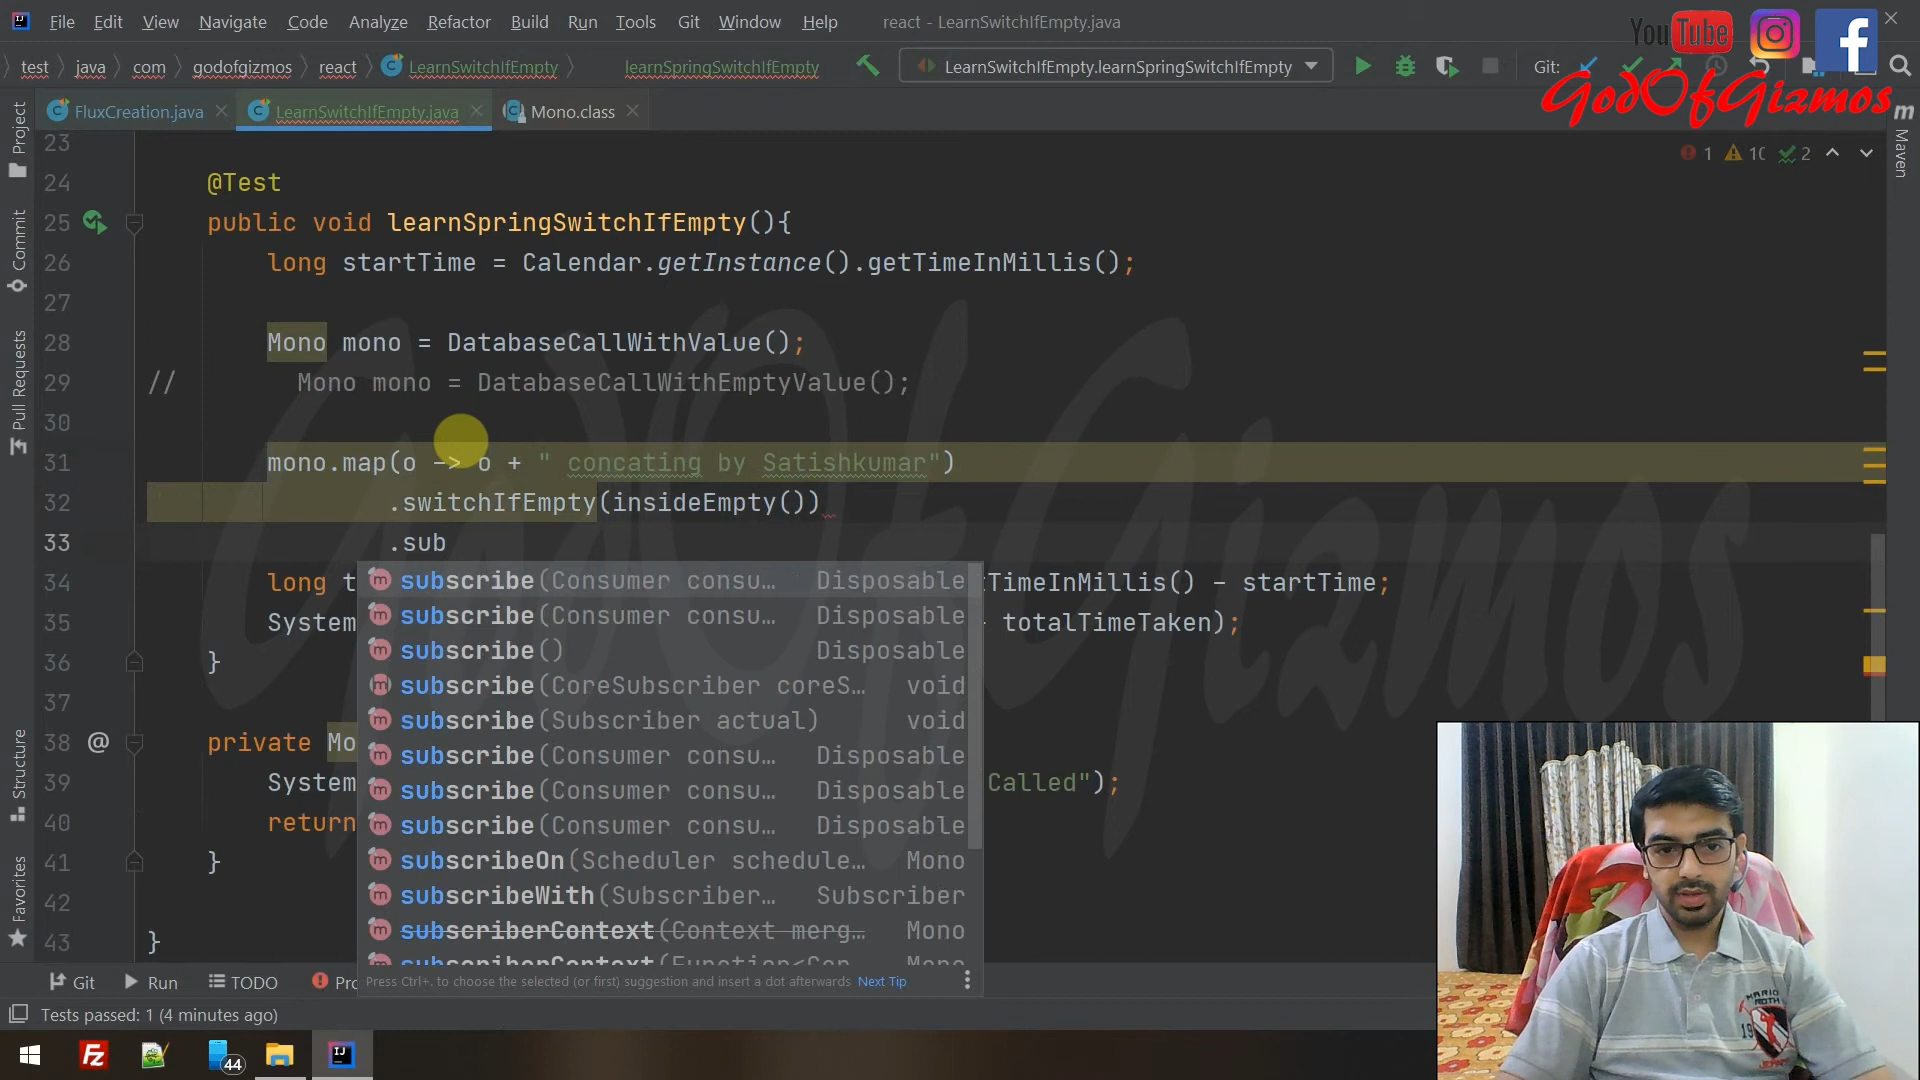 File Edit View Navigate Code Analyze Refactor Build Run Tools Git Window Help react - LearnSwitchIfEmpty.java
YouTube
test java com godofgizmos react LearnSwitchIfEmpty learnSpringSwitchIfEmpty LearnSwitchIfEmpty.learnSpringSwitchIfEmpty Git:
GodOfGizmos
FluxCreation.java LearnSwitchIfEmpty.java Mono.class
Project
Commit
Pull Requests
Structure
Favorites
Maven
1 10 2
23
24 @Test
25 public void learnSpringSwitchIfEmpty(){
26 long startTime = Calendar.getInstance().getTimeInMillis();
27
28 Mono mono = DatabaseCallWithValue();
29 // Mono mono = DatabaseCallWithEmptyValue();
30
31 mono.map(o -> o + " concating by Satishkumar")
32 .switchIfEmpty(insideEmpty())
33 .sub
34 long t TimeInMillis() - startTime;
35 System totalTimeTaken);
36 }
37
38 @ private Mo
39 System Called");
40 return
41 }
42
43 }
subscribe(Consumer consu... Disposable
subscribe(Consumer consu... Disposable
subscribe() Disposable
subscribe(CoreSubscriber coreS... void
subscribe(Subscriber actual) void
subscribe(Consumer consu... Disposable
subscribe(Consumer consu... Disposable
subscribe(Consumer consu... Disposable
subscribeOn(Scheduler schedule... Mono
subscribeWith(Subscriber... Subscriber
subscriberContext(Context merg... Mono
Press Ctrl+. to choose the selected (or first) suggestion and insert a dot afterwards Next Tip
GodOfGizmos
Git Run TODO Pro
Tests passed: 1 (4 minutes ago)
44
MARIO